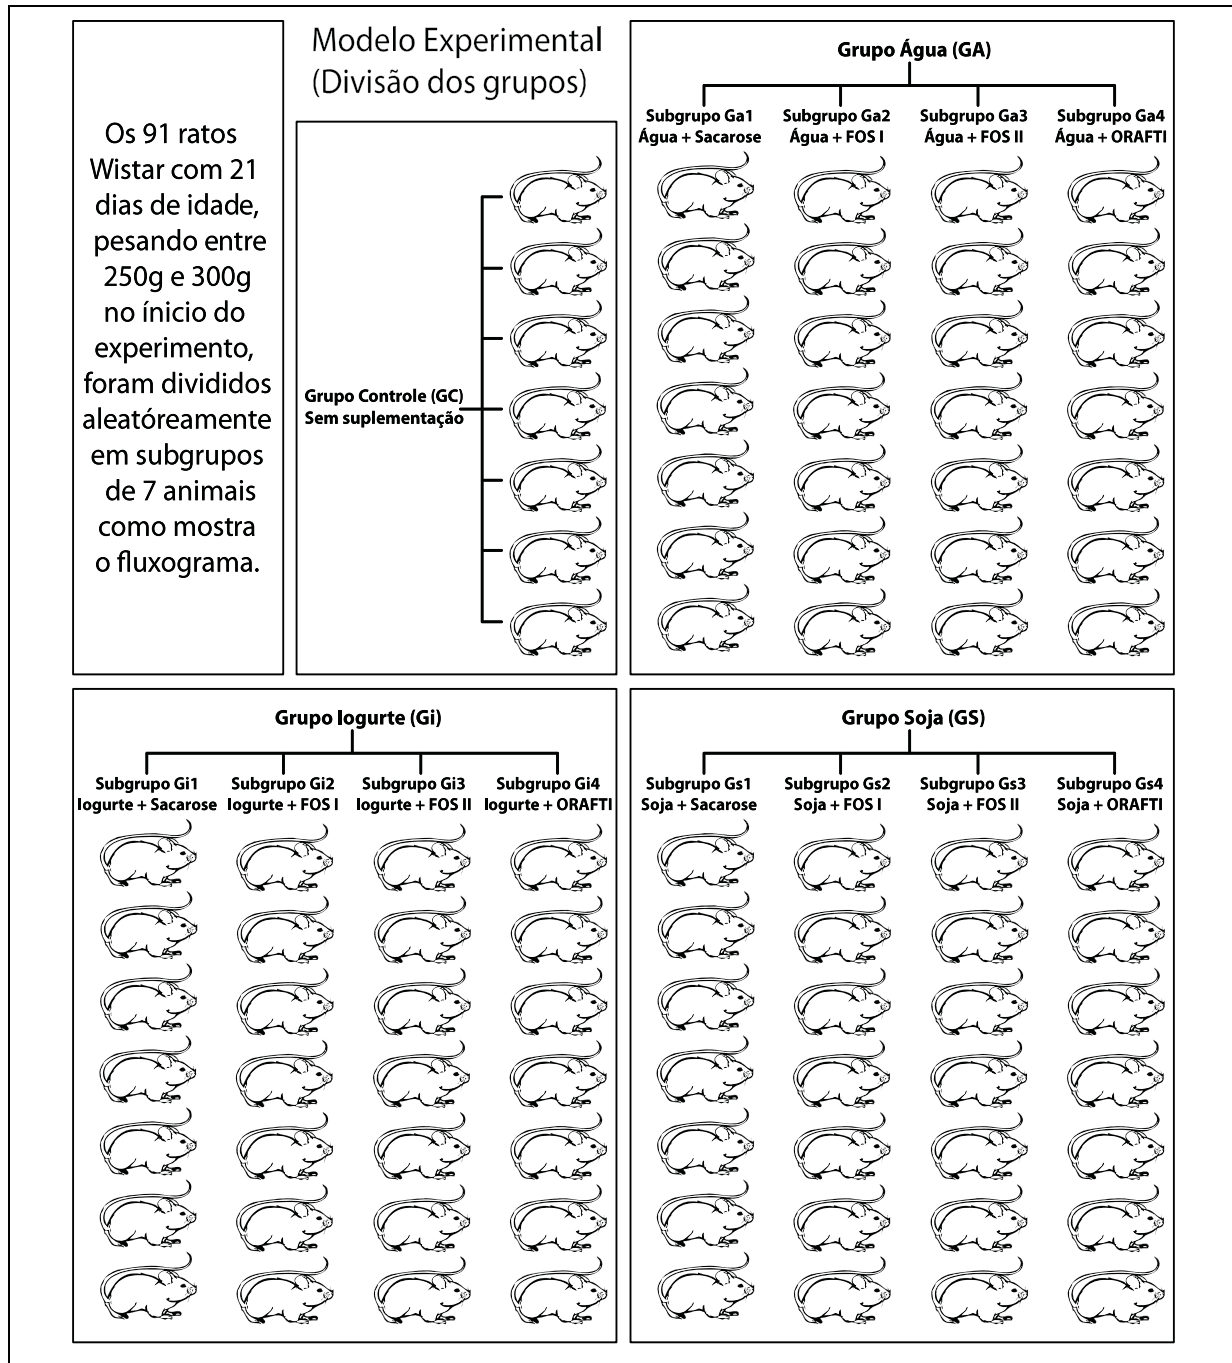 Os 91 ratos
Wistar com 21
dias de idade,
pesando entre
250g e 300g
no ínicio do
experimento,
foram divididos
aleatóreamente
em subgrupos
de 7 animais
como mostra
o fluxograma.
Modelo Experimental
(Divisão dos grupos)
Grupo Controle (GC)
Sem suplementação
Grupo Água (GA)
Subgrupo Ga1
Água + Sacarose
Subgrupo Ga2
Água + FOS I
Subgrupo Ga3
Água + FOS II
Subgrupo Ga4
Água + ORAFTI
Grupo Iogurte (Gi)
Subgrupo Gi1
Iogurte + Sacarose
Subgrupo Gi2
Iogurte + FOS I
Subgrupo Gi3
Iogurte + FOS II
Subgrupo Gi4
Iogurte + ORAFTI
Grupo Soja (GS)
Subgrupo Gs1
Soja + Sacarose
Subgrupo Gs2
Soja + FOS I
Subgrupo Gs3
Soja + FOS II
Subgrupo Gs4
Soja + ORAFTI